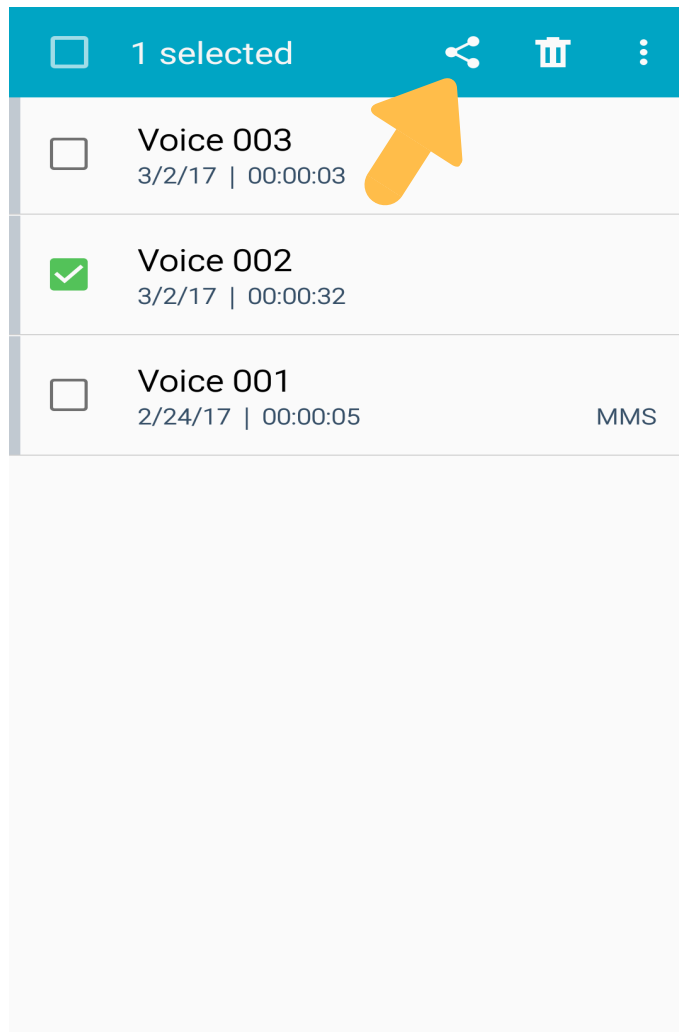 1 selected
Voice 003
3/2/17 | 00:00:03
Voice 002
3/2/17 | 00:00:32
Voice 001
2/24/17 | 00:00:05 MMS